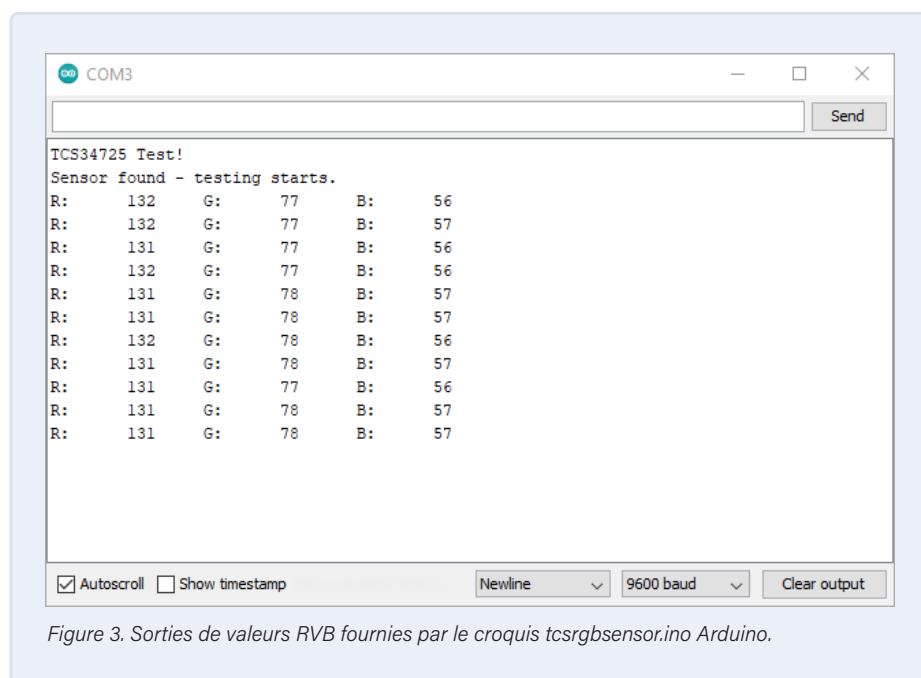 COM3
Send
TCS34725 Test!
Sensor found - testing starts.
R: 132 G: 77 B: 56
R: 132 G: 77 B: 57
R: 131 G: 77 B: 56
R: 132 G: 77 B: 56
R: 131 G: 78 B: 57
R: 131 G: 78 B: 57
R: 132 G: 78 B: 56
R: 131 G: 78 B: 57
R: 131 G: 77 B: 56
R: 131 G: 78 B: 57
R: 131 G: 78 B: 57
Autoscroll Show timestamp Newline 9600 baud Clear output
Figure 3. Sorties de valeurs RVB fournies par le croquis tcsrgbsensor.ino Arduino.